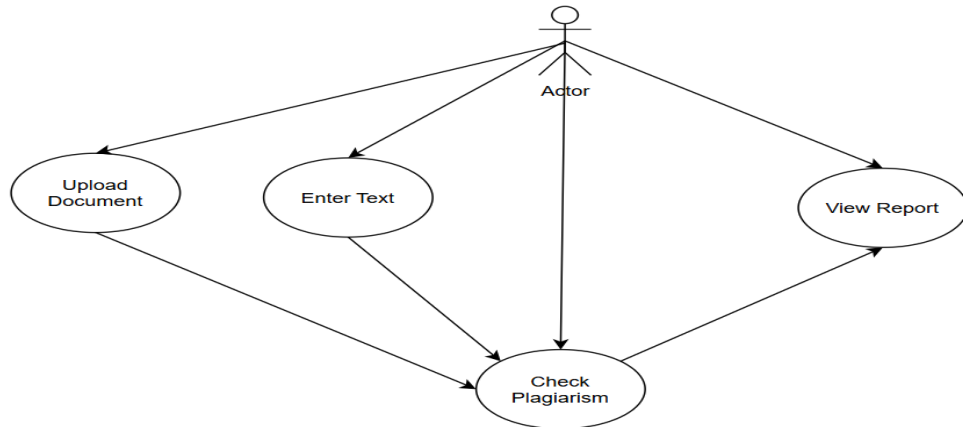 Actor
Upload
Document
Enter Text
View Report
Check
Plagiarism